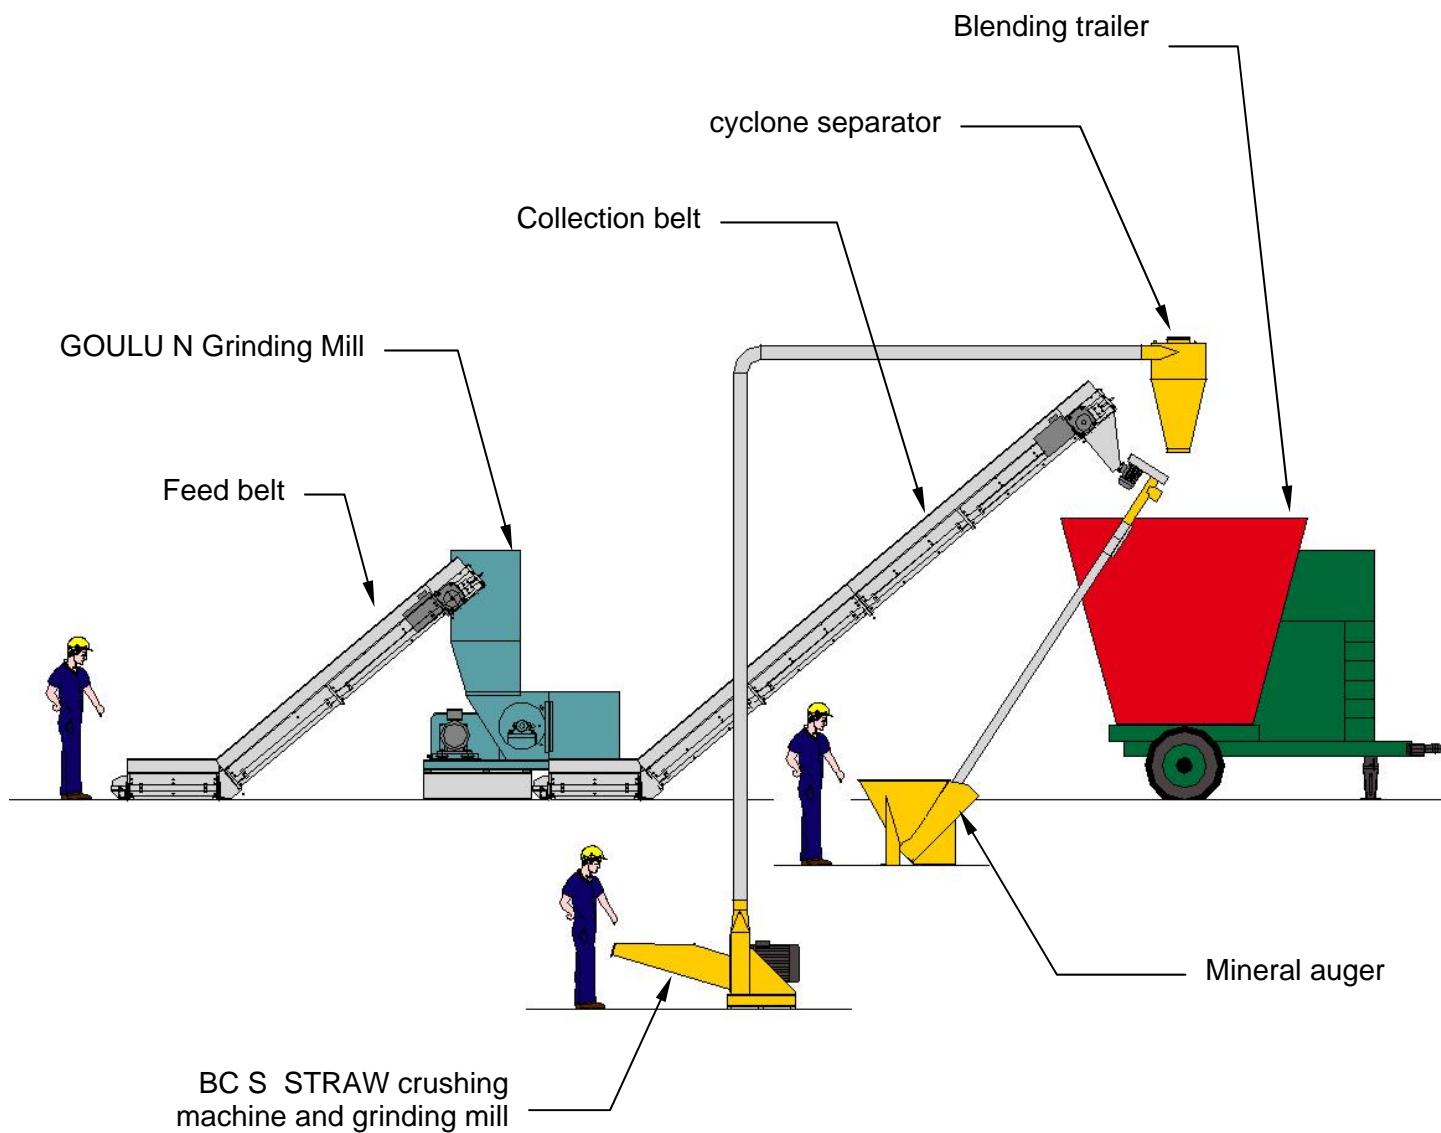 Blending trailer
cyclone separator
Collection belt
GOULU N Grinding Mill
Feed belt
Mineral auger
BC S  STRAW crushing
machine and grinding mill